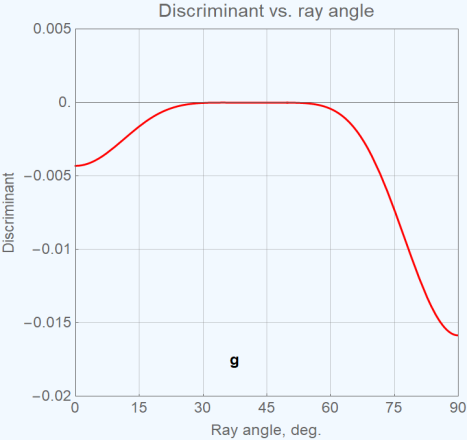 Discriminant vs. ray angle
0.005
0.
−0.005
−0.01
−0.015
−0.02
Discriminant
g
0 15 30 45 60 75 90
Ray angle, deg.